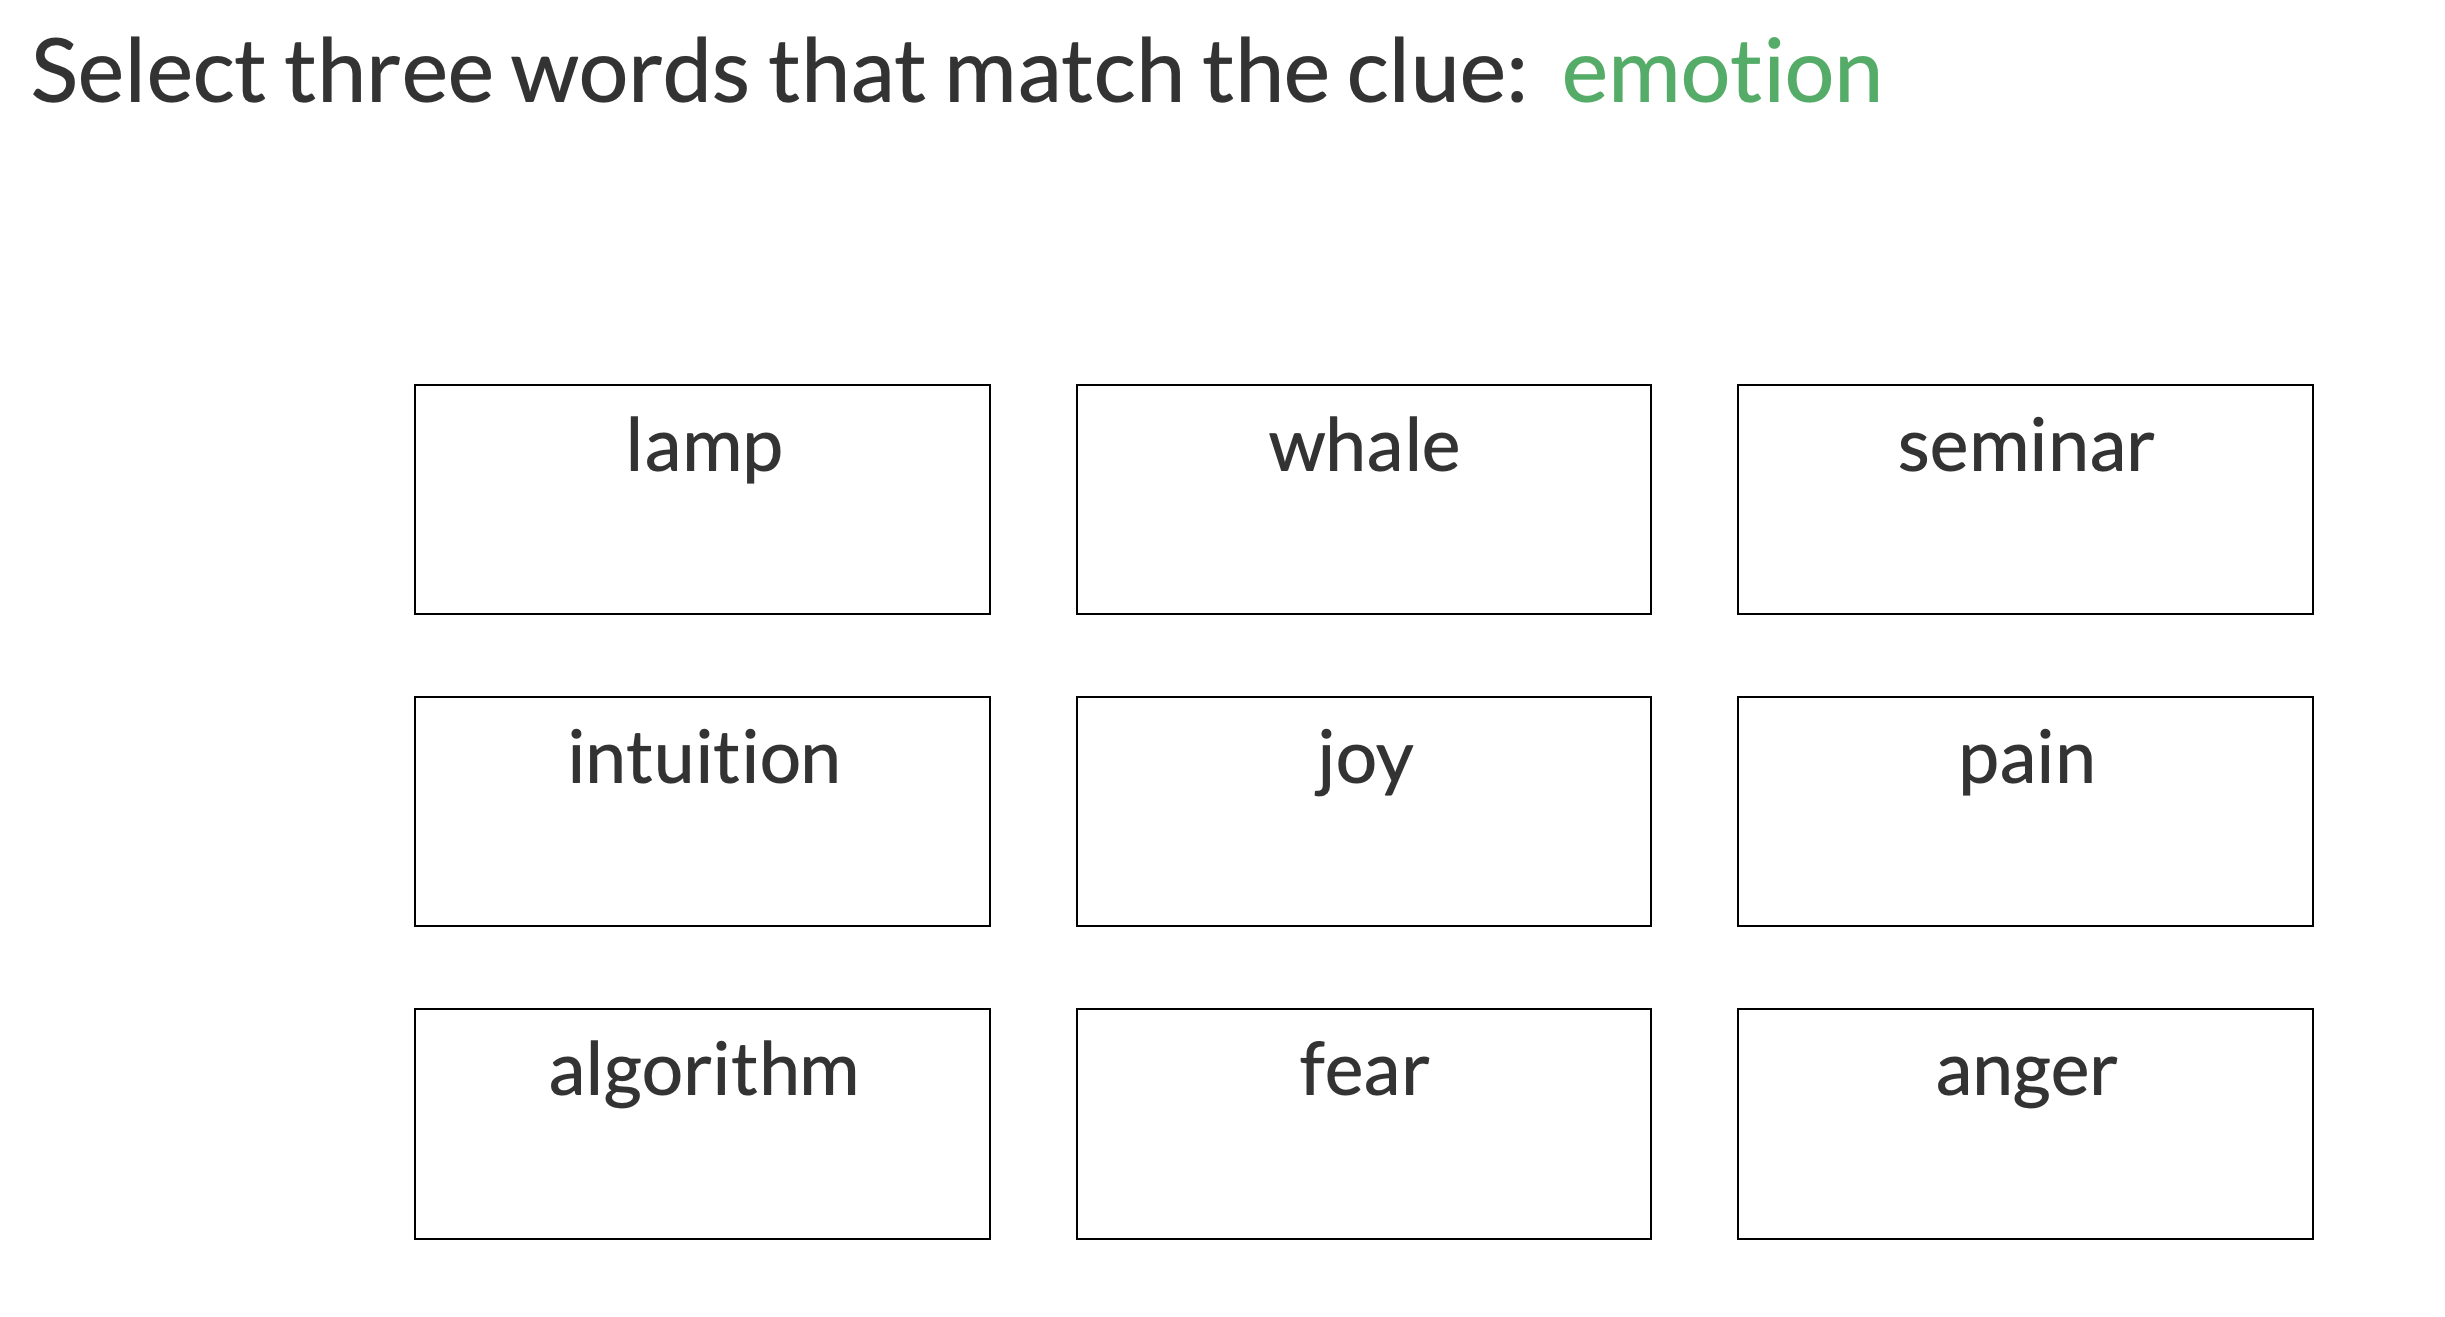 Select three words that match the clue: emotion
lamp
whale
seminar
intuition
joy
pain
algorithm
fear
anger